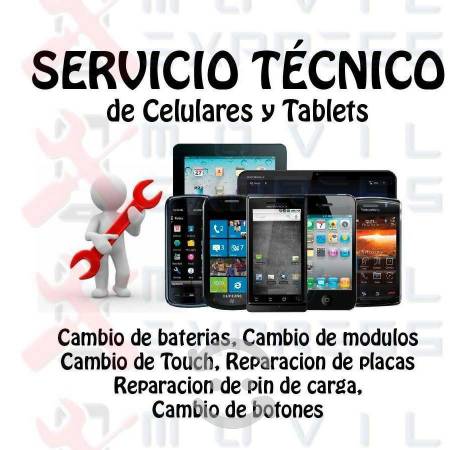 SERVICIO TÉCNICO
de Celulares y Tablets
Cambio de baterias, Cambio de modulos
Cambio de Touch, Reparacion de placas
Reparacion de pin de carga,
Cambio de botones